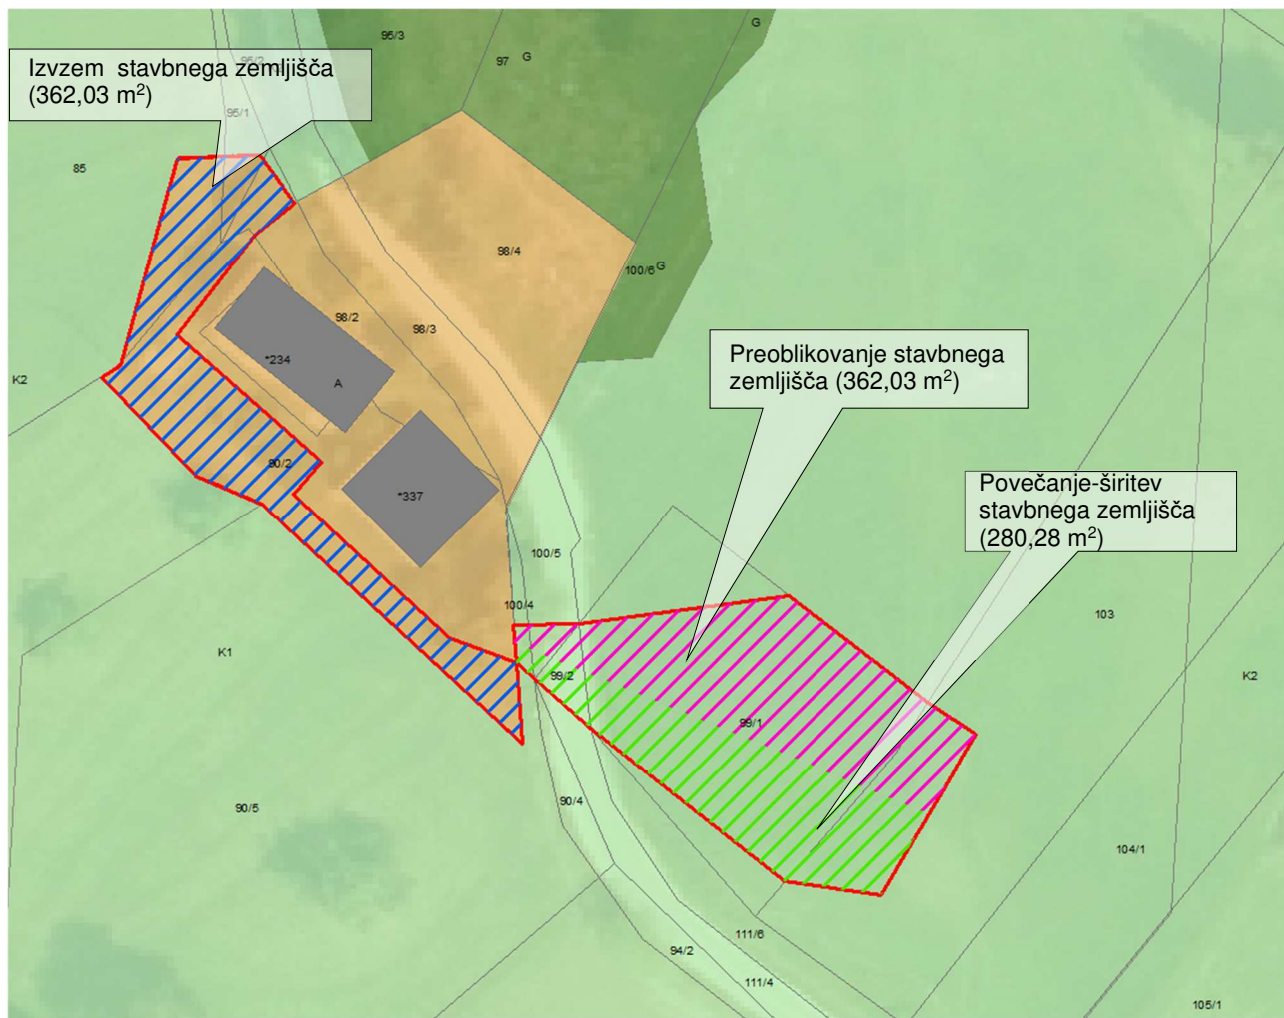 95/3
G
97
G
95/2
Izvzem stavbnega zemljišča
(362,03 m²)
95/1
85
98/4
100/6
G
98/2
98/3
*234
A
K2
Preoblikovanje stavbnega
zemljišča (362,03 m²)
90/2
*337
Povečanje-širitev
stavbnega zemljišča
(280,28 m²)
100/5
100/4
103
K1
99/2
K2
99/1
90/5
90/4
104/1
111/6
94/2
111/4
105/1